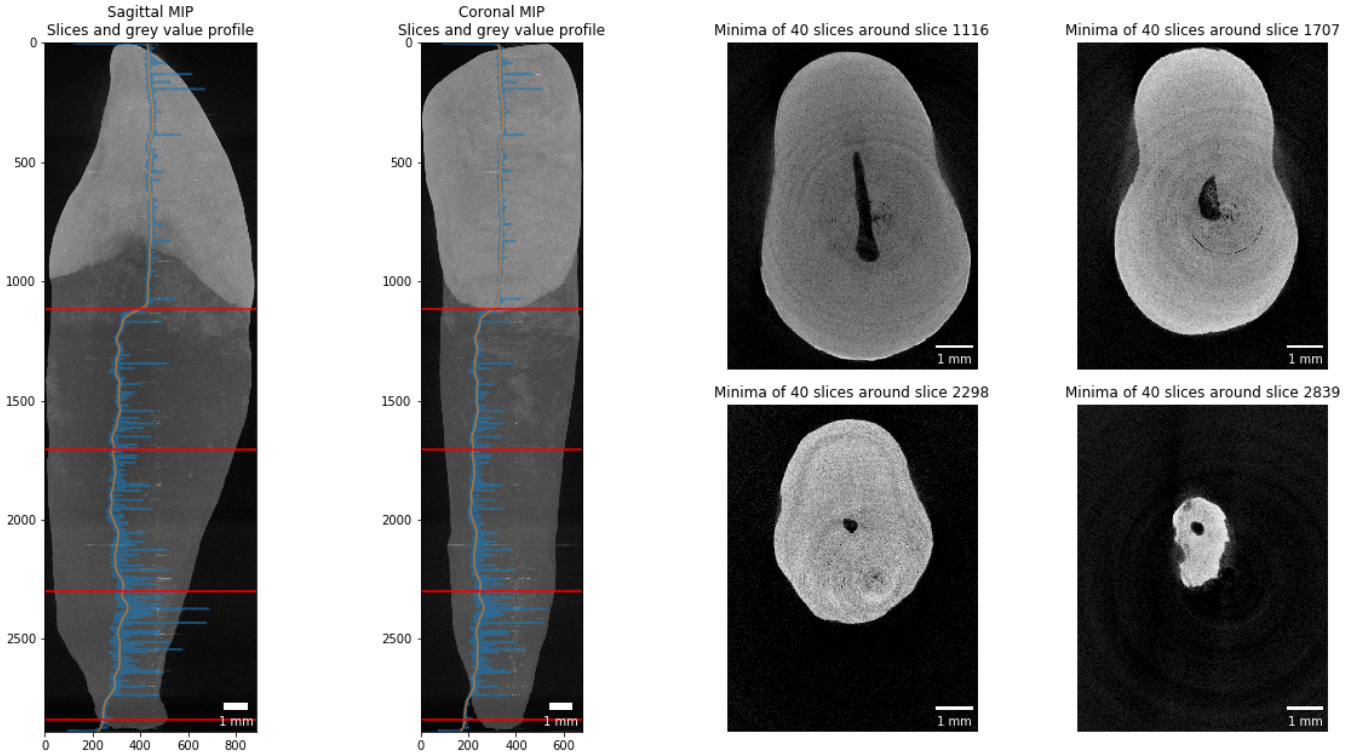 Sagittal MIP
Slices and grey value profile
0
500
1000
1500
2000
2500
0 200 400 600 800
1 mm
Coronal MIP
Slices and grey value profile
0
500
1000
1500
2000
2500
0 200 400 600
1 mm
Minima of 40 slices around slice 1116
1 mm
Minima of 40 slices around slice 1707
1 mm
Minima of 40 slices around slice 2298
1 mm
Minima of 40 slices around slice 2839
1 mm